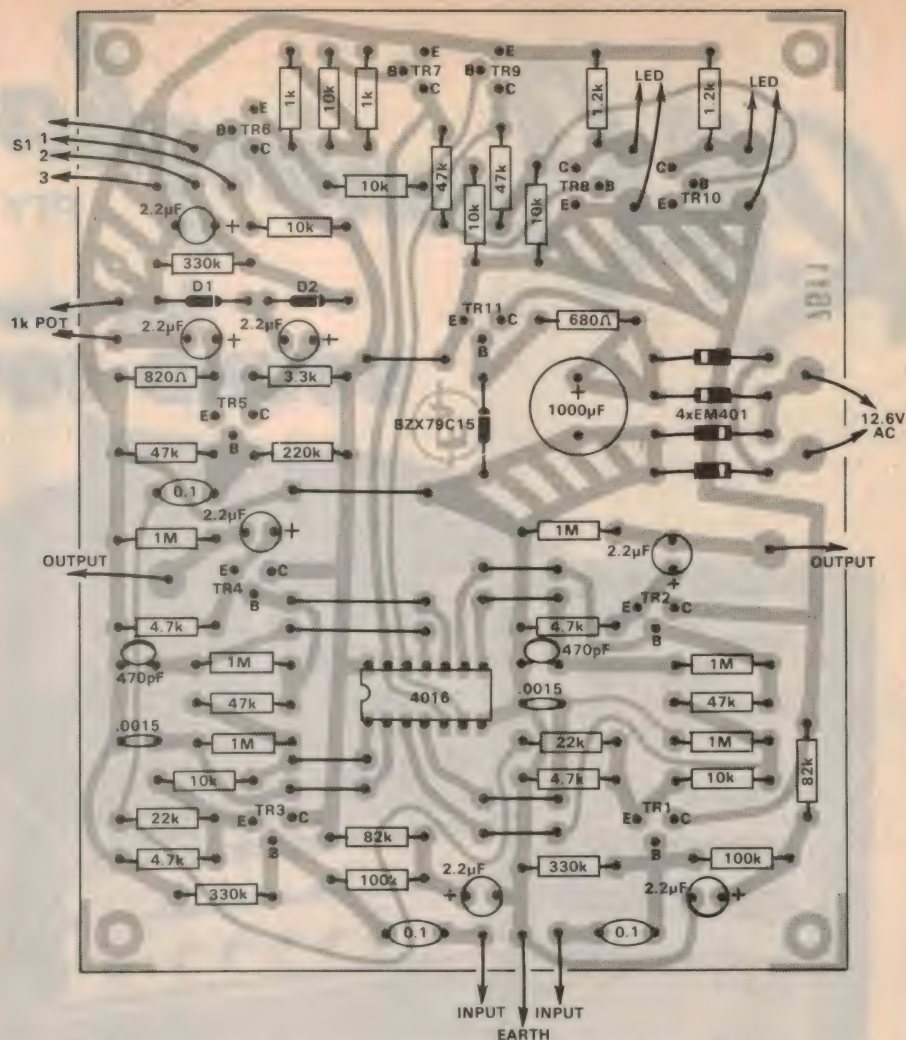 E
B TR7
C
E
B TR9
C
1k
10k
1k
1.2k
LED
1.2k
LED
E
B TR6
C
S1 1
2
3
10k
47k
10k
47k
10k
C
TR8 B
E
C
B
TR10
E
2.2µF
+
10k
330k
D1
D2
1k POT
2.2µF
+
2.2µF
+
TR11
E
C
B
680Ω
820Ω
3.3k
TR5
E
C
B
BZX79C15
+
1000µF
4xEM401
12.6V
AC
47k
220k
0.1
2.2µF
+
1M
1M
2.2µF
+
OUTPUT
OUTPUT
E
C
TR4
B
TR2
E
C
B
4.7k
4.7k
470pF
470pF
1M
1M
4016
47k
.0015
47k
.0015
1M
22k
1M
10k
4.7k
10k
82k
22k
TR3
E
C
B
TR1
E
C
B
82k
4.7k
100k
2.2µF
+
330k
100k
330k
2.2µF
+
0.1
0.1
INPUT
INPUT
EARTH